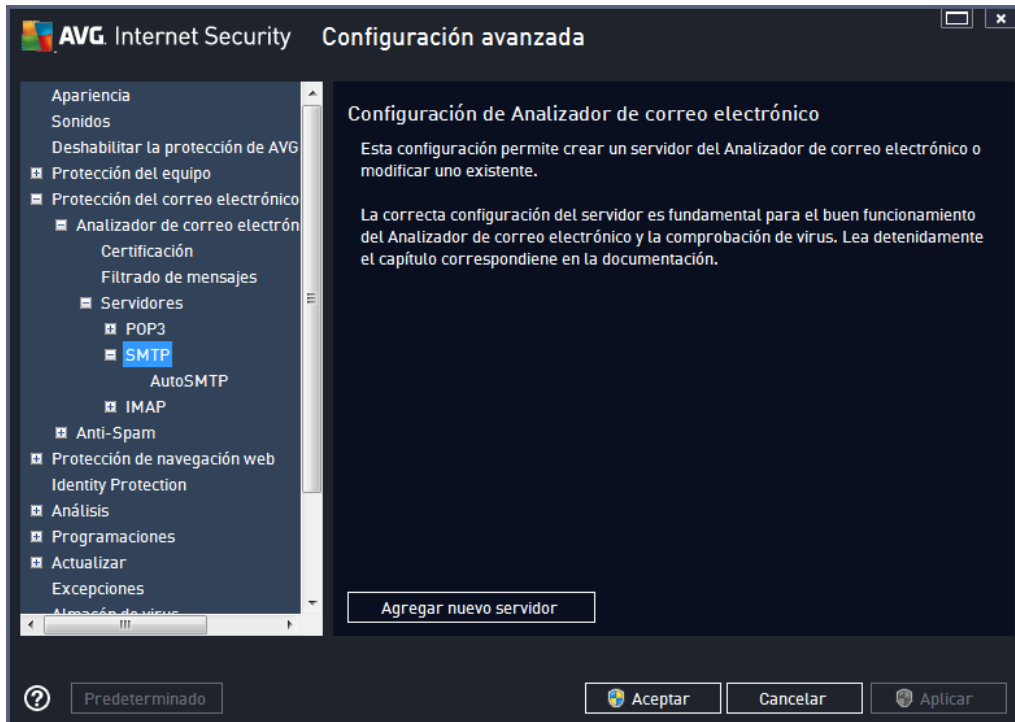 AVG. Internet Security
Configuración avanzada
Apariencia
Sonidos
Deshabilitar la protección de AVG
Protección del equipo
Protección del correo electrónico
Analizador de correo electrón
Certificación
Filtrado de mensajes
Servidores
POP3
SMTP
AutoSMTP
IMAP
Anti-Spam
Protección de navegación web
Identity Protection
Análisis
Programaciones
Actualizar
Excepciones
Almacén de virus
Configuración de Analizador de correo electrónico
Esta configuración permite crear un servidor del Analizador de correo electrónico o
modificar uno existente.
La correcta configuración del servidor es fundamental para el buen funcionamiento
del Analizador de correo electrónico y la comprobación de virus. Lea detenidamente
el capítulo correspondiene en la documentación.
Agregar nuevo servidor
Predeterminado
Aceptar
Cancelar
Aplicar